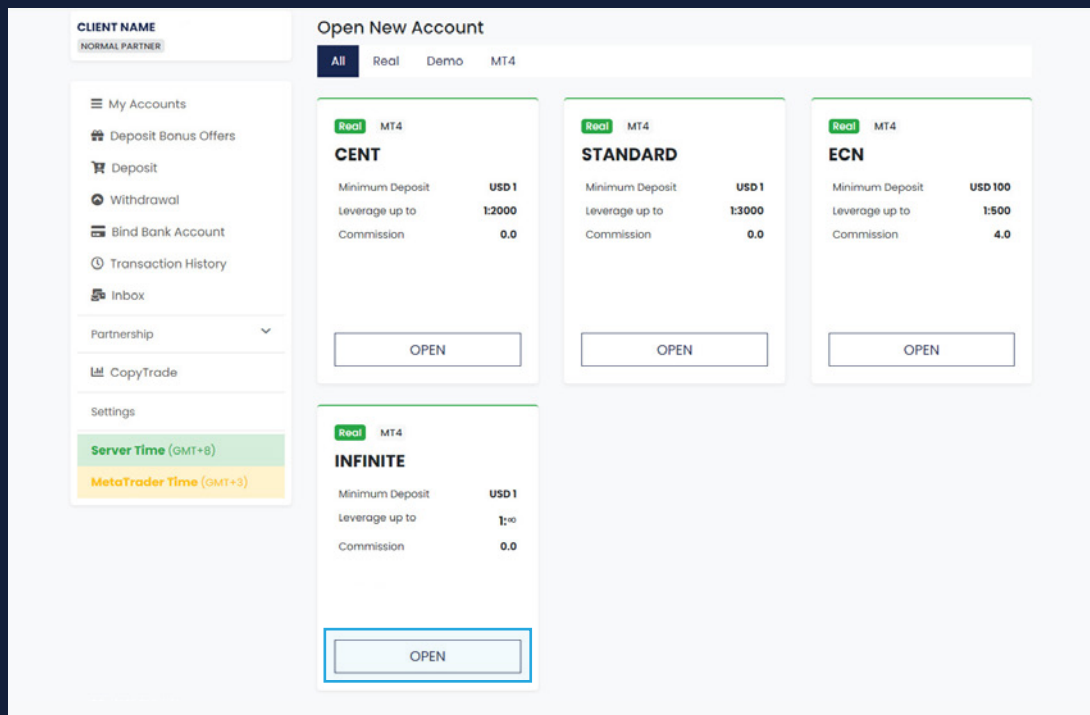 CLIENT NAME
NORMAL PARTNER
My Accounts
Deposit Bonus Offers
Deposit
Withdrawal
Bind Bank Account
Transaction History
Inbox
Partnership
CopyTrade
Settings
Server Time (GMT+8)
MetaTrader Time (GMT+3)
Open New Account
All Real Demo MT4
Real MT4
CENT
Minimum Deposit USD 1
Leverage up to 1:2000
Commission 0.0
OPEN
Real MT4
STANDARD
Minimum Deposit USD 1
Leverage up to 1:3000
Commission 0.0
OPEN
Real MT4
ECN
Minimum Deposit USD 100
Leverage up to 1:500
Commission 4.0
OPEN
Real MT4
INFINITE
Minimum Deposit USD 1
Leverage up to 1:∞
Commission 0.0
OPEN